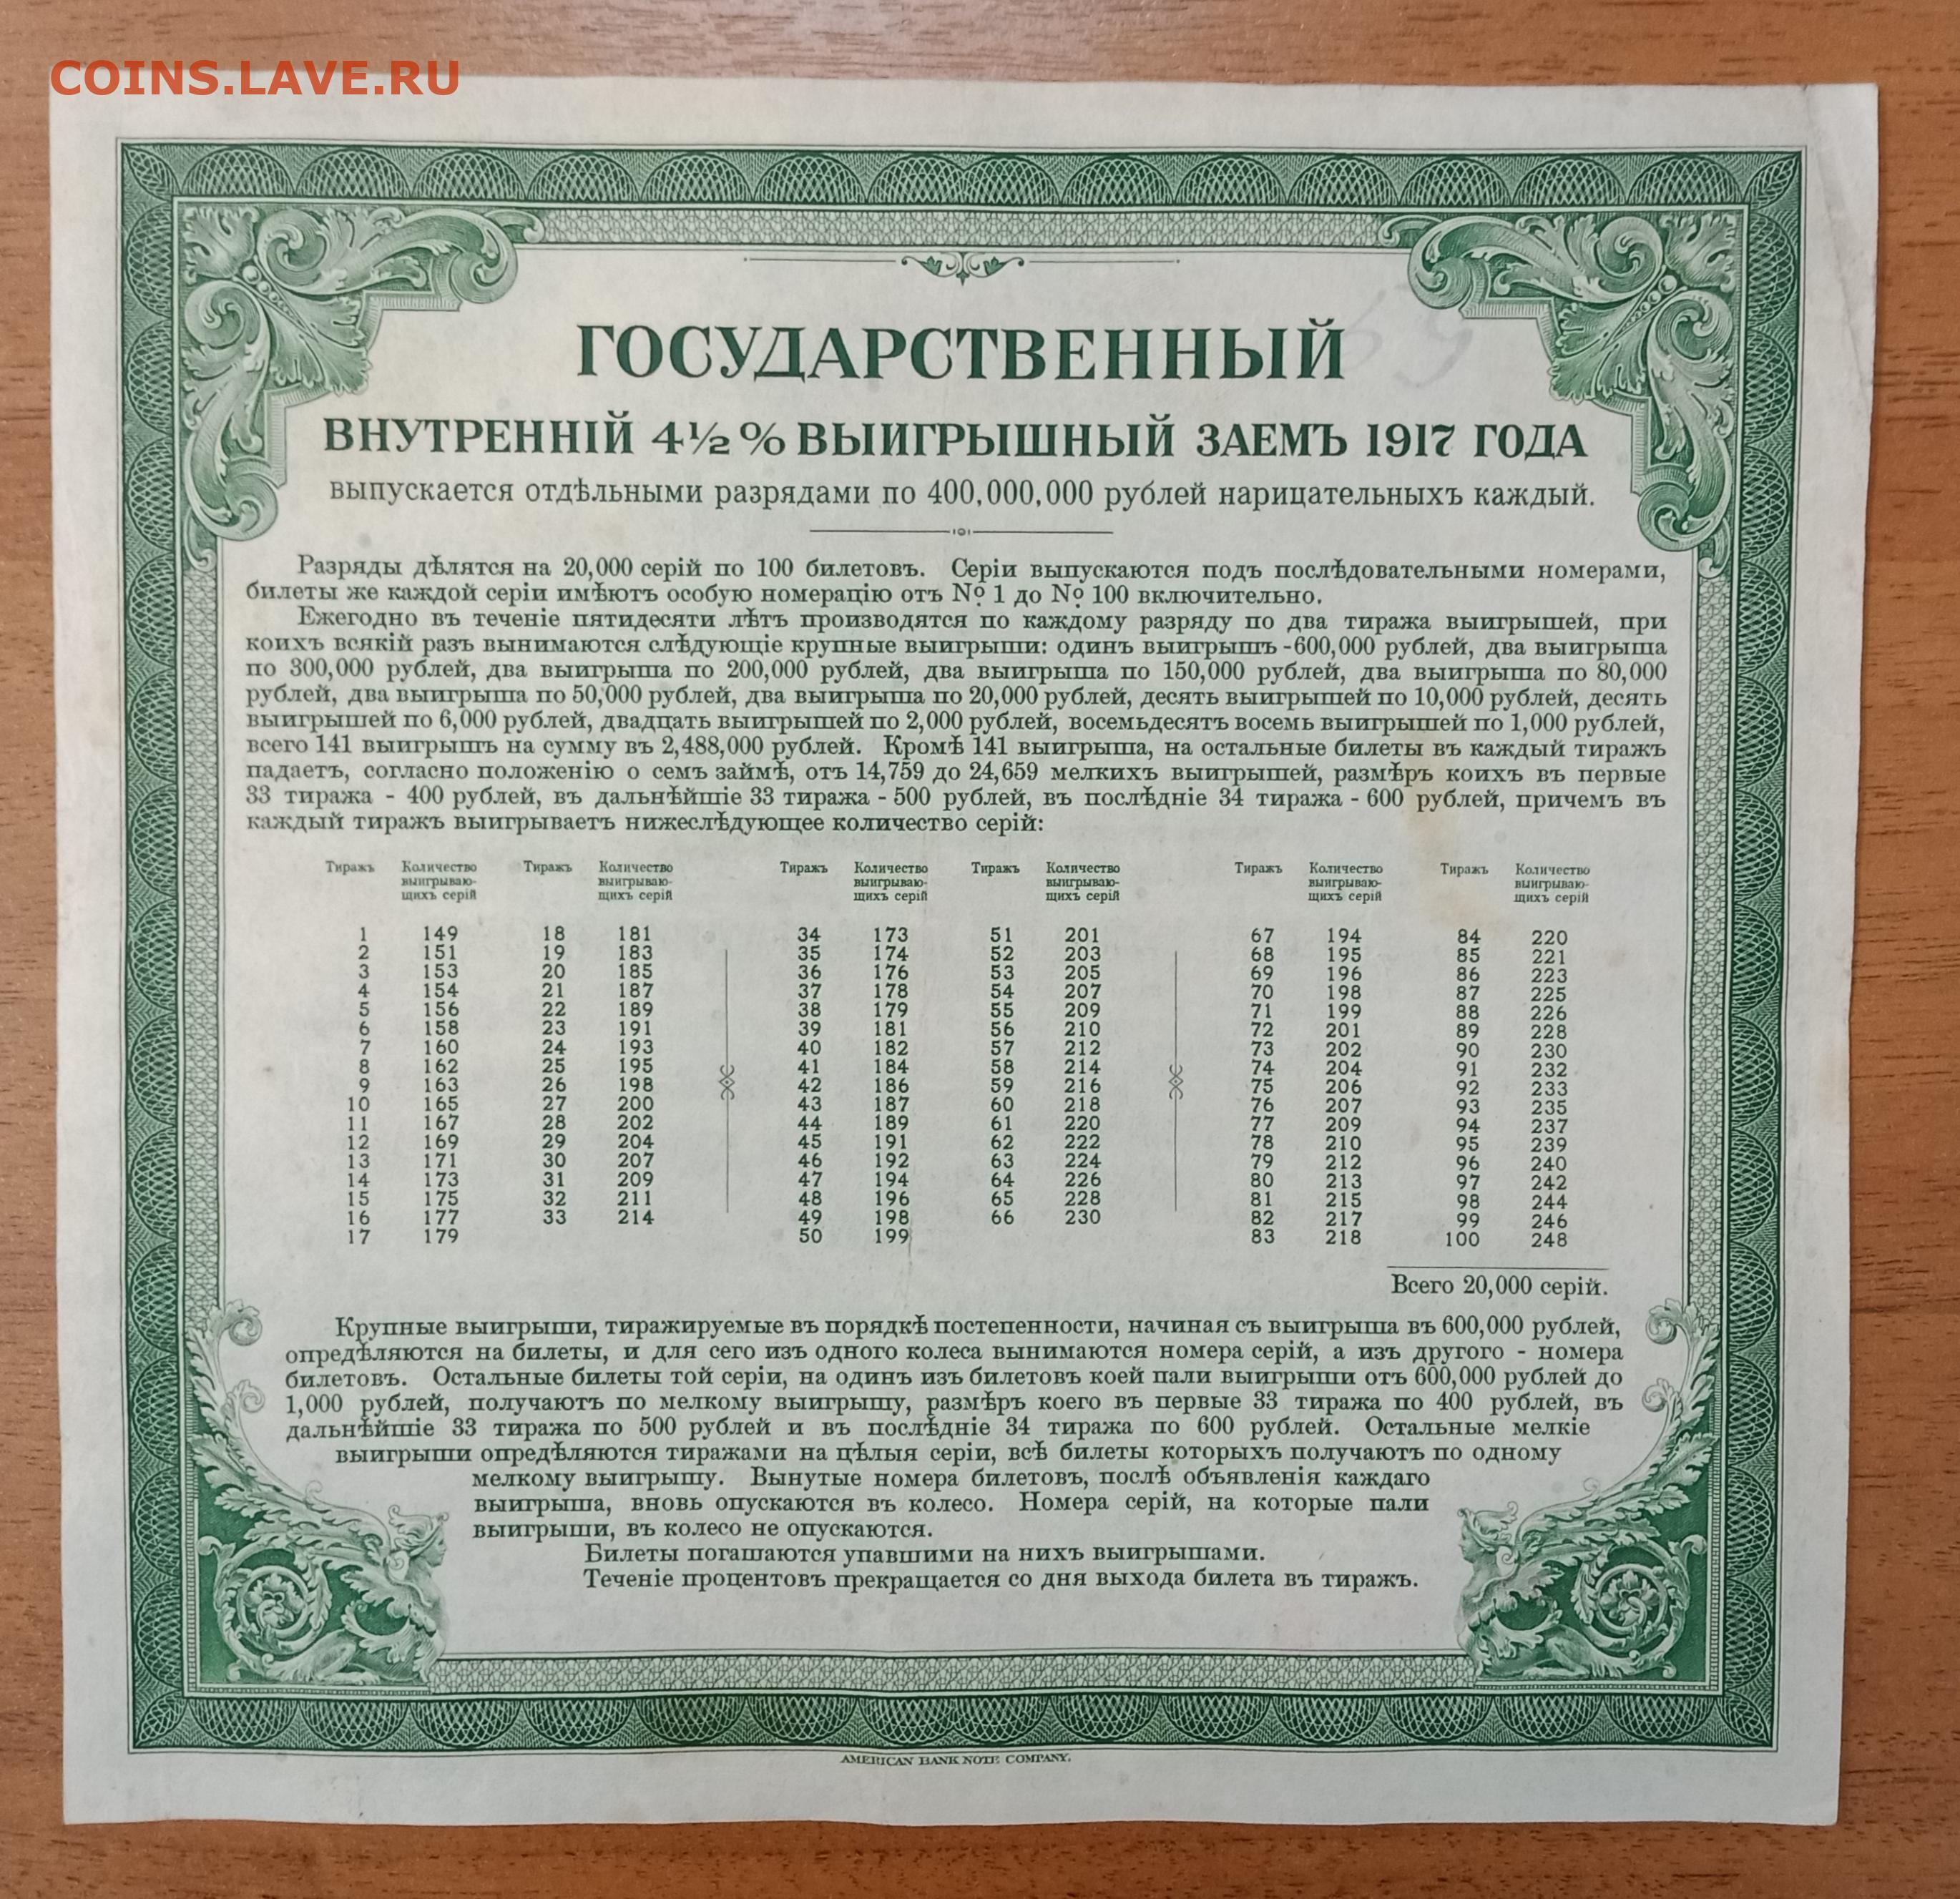 COINS.LAVE.RU
ГОСУДАРСТВЕННЫЙ
ВНУТРЕННІЙ 4½% ВЫИГРЫШНЫЙ ЗАЕМЪ 1917 ГОДА
выпускается отдѣльными разрядами по 400,000,000 рублей нарицательныхъ каждый.
Разряды дѣлятся на 20,000 серій по 100 билетовъ. Серіи выпускаются подъ послѣдовательными номерами,
билеты же каждой серіи имѣютъ особую номерацію отъ № 1 до № 100 включительно.
Ежегодно въ теченіе пятидесяти лѣтъ производятся по каждому разряду по два тиража выигрышей, при
коихъ всякій разъ вынимаются слѣдующіе крупные выигрыши: одинъ выигрышъ -600,000 рублей, два выигрыша
по 300,000 рублей, два выигрыша по 200,000 рублей, два выигрыша по 150,000 рублей, два выигрыша по 80,000
рублей, два выигрыша по 50,000 рублей, два выигрыша по 20,000 рублей, десять выигрышей по 10,000 рублей, десять
выигрышей по 6,000 рублей, двадцать выигрышей по 2,000 рублей, восемьдесятъ восемь выигрышей по 1,000 рублей,
всего 141 выигрышъ на сумму въ 2,488,000 рублей. Кромѣ 141 выигрыша, на остальные билеты въ каждый тиражъ
падаетъ, согласно положенію о семъ займѣ, отъ 14,759 до 24,659 мелкихъ выигрышей, размѣръ коихъ въ первые
33 тиража - 400 рублей, въ дальнѣйшіе 33 тиража - 500 рублей, въ послѣдніе 34 тиража - 600 рублей, причемъ въ
каждый тиражъ выигрываетъ нижеслѣдующее количество серій:
Тиражъ Количество Тиражъ Количество Тиражъ Количество Тиражъ Количество Тиражъ Количество Тиражъ Количество
выигрываю- выигрываю- выигрываю- выигрываю- выигрываю- выигрываю-
щихъ серій щихъ серій щихъ серій щихъ серій щихъ серій щихъ серій
1 149 18 181 34 173 51 201 67 194 84 220
2 151 19 183 35 174 52 203 68 195 85 221
3 153 20 185 36 176 53 205 69 196 86 223
4 154 21 187 37 178 54 207 70 198 87 225
5 156 22 189 38 179 55 209 71 199 88 226
6 158 23 191 39 181 56 210 72 201 89 228
7 160 24 193 40 182 57 212 73 202 90 230
8 162 25 195 41 184 58 214 74 204 91 232
9 163 26 198 42 186 59 216 75 206 92 233
10 165 27 200 43 187 60 218 76 207 93 235
11 167 28 202 44 189 61 220 77 209 94 237
12 169 29 204 45 191 62 222 78 210 95 239
13 171 30 207 46 192 63 224 79 212 96 240
14 173 31 209 47 194 64 226 80 213 97 242
15 175 32 211 48 196 65 228 81 215 98 244
16 177 33 214 49 198 66 230 82 217 99 246
17 179 50 199 83 218 100 248
Всего 20,000 серій.
Крупные выигрыши, тиражируемые въ порядкѣ постепенности, начиная съ выигрыша въ 600,000 рублей,
опредѣляются на билеты, и для сего изъ одного колеса вынимаются номера серій, а изъ другого - номера
билетовъ. Остальные билеты той серіи, на одинъ изъ билетовъ коей пали выигрыши отъ 600,000 рублей до
1,000 рублей, получаютъ по мелкому выигрышу, размѣръ коего въ первые 33 тиража по 400 рублей, въ
дальнѣйшіе 33 тиража по 500 рублей и въ послѣдніе 34 тиража по 600 рублей. Остальные мелкіе
выигрыши опредѣляются тиражами на цѣлыя серіи, всѣ билеты которыхъ получаютъ по одному
мелкому выигрышу. Вынутые номера билетовъ, послѣ объявленія каждаго
выигрыша, вновь опускаются въ колесо. Номера серій, на которые пали
выигрыши, въ колесо не опускаются.
Билеты погашаются упавшими на нихъ выигрышами.
Теченіе процентовъ прекращается со дня выхода билета въ тиражъ.
AMERICAN BANK NOTE COMPANY.